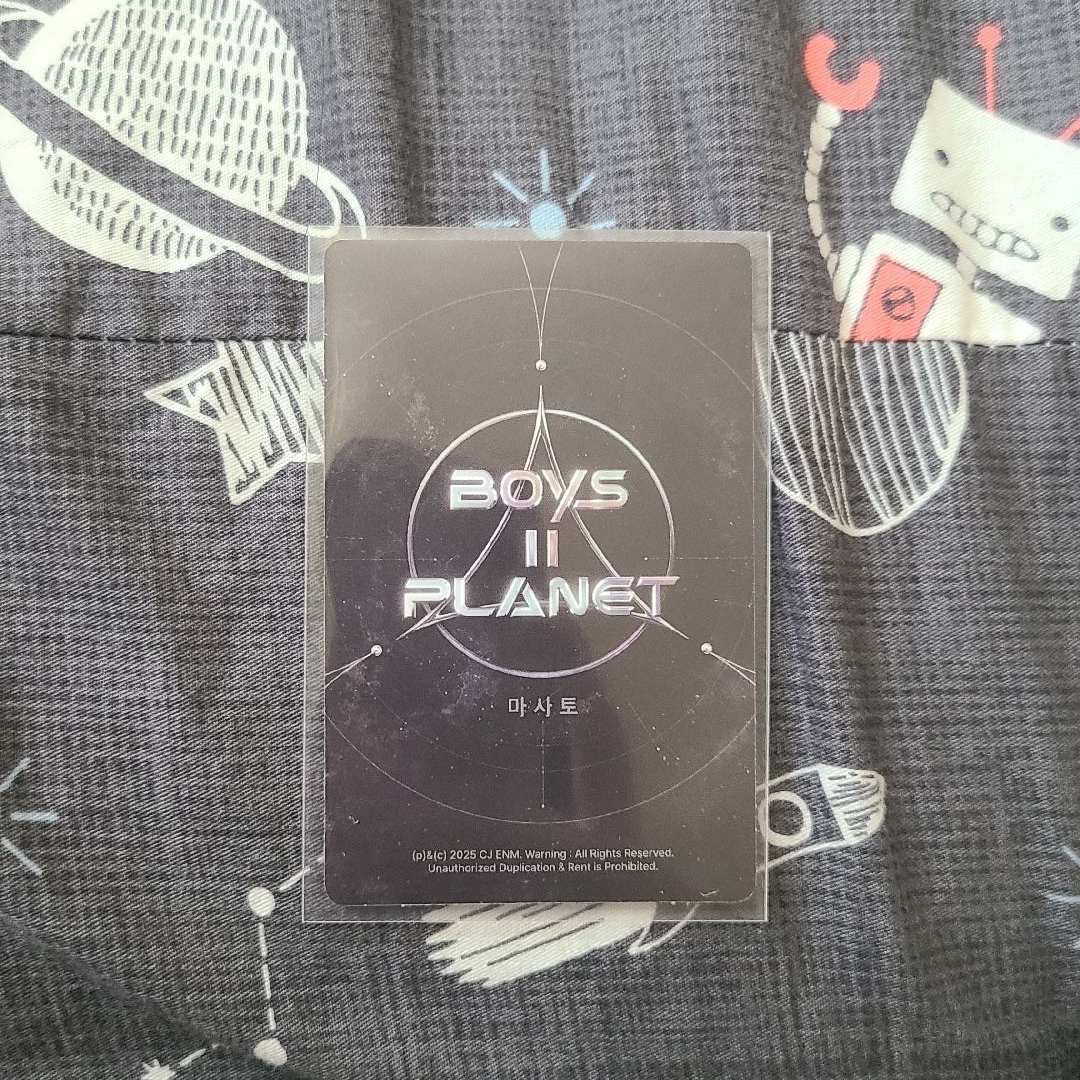 BOYS
II
PLANET
마사토
(p)&(c) 2025 CJ ENM. Warning : All Rights Reserved.
Unauthorized Duplication & Rent is Prohibited.